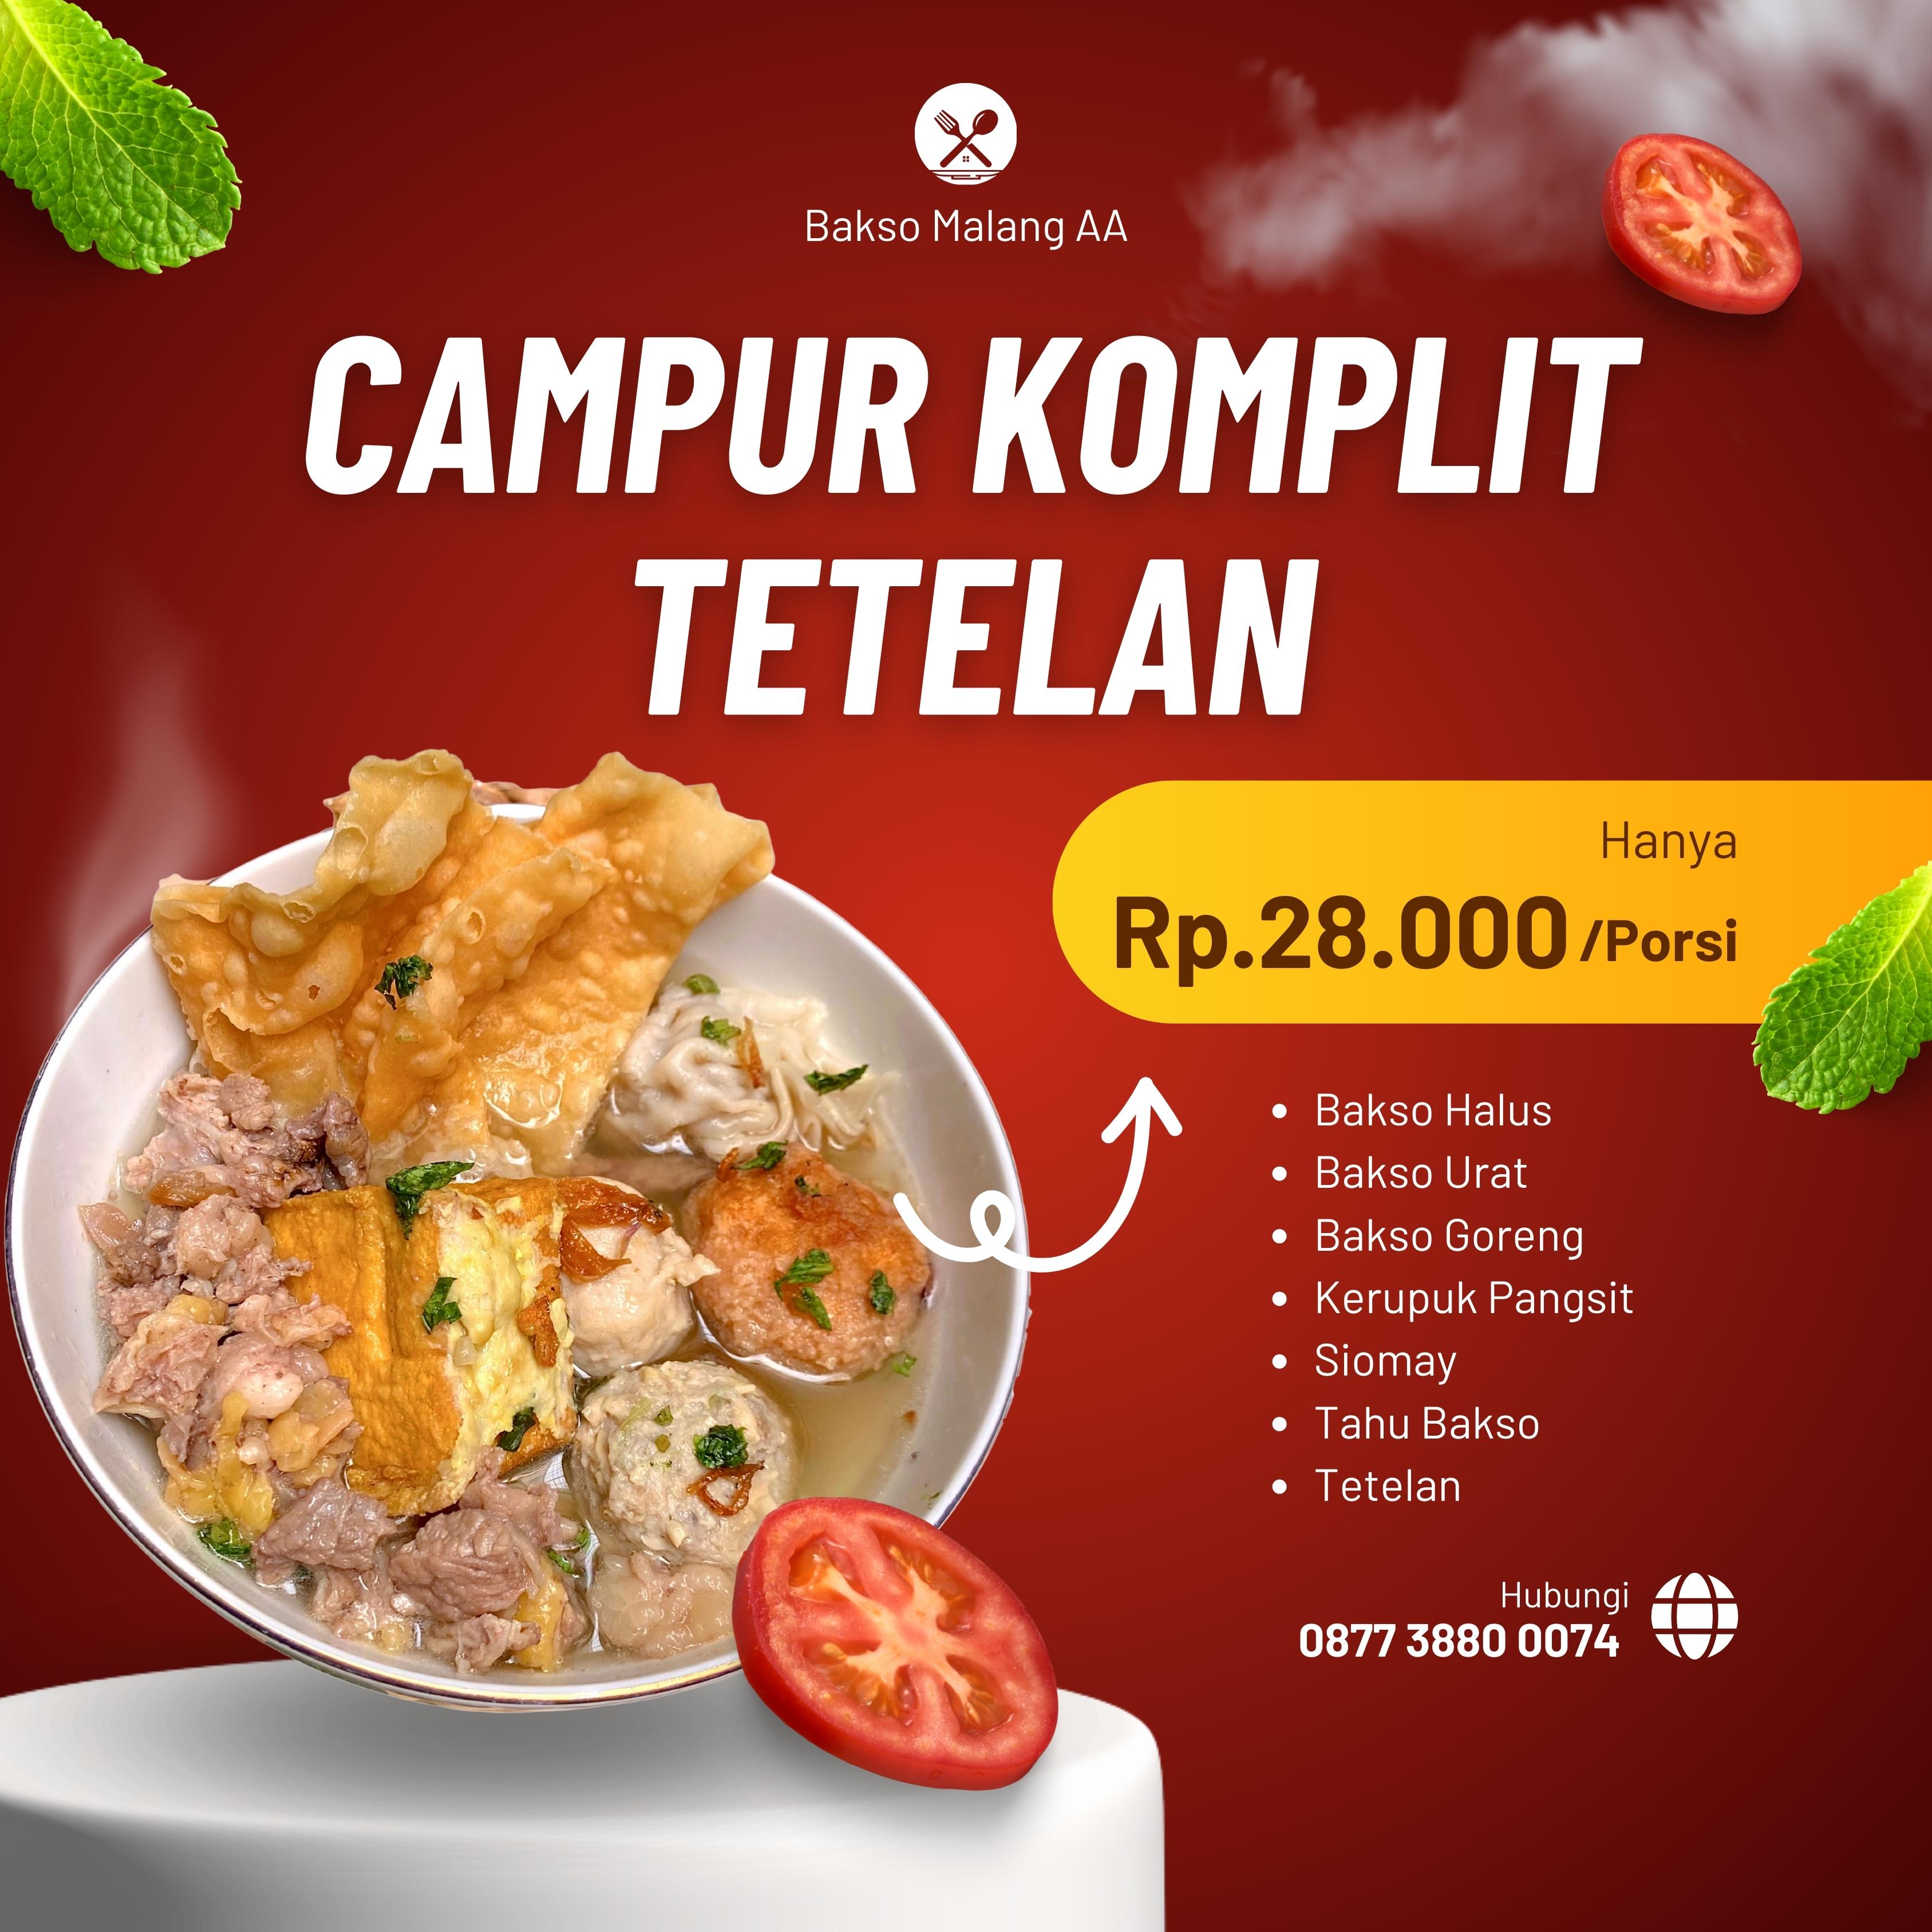 Bakso Malang AA
CAMPUR KOMPLIT
TETELAN
Hanya
Rp.28.000 /Porsi
• Bakso Halus
• Bakso Urat
• Bakso Goreng
• Kerupuk Pangsit
• Siomay
• Tahu Bakso
• Tetelan
Hubungi
0877 3880 0074